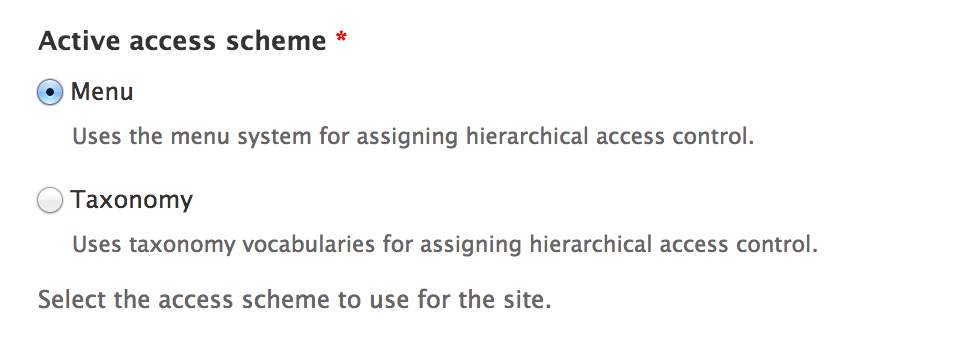 Active access scheme *
Menu
Uses the menu system for assigning hierarchical access control.
Taxonomy
Uses taxonomy vocabularies for assigning hierarchical access control.
Select the access scheme to use for the site.